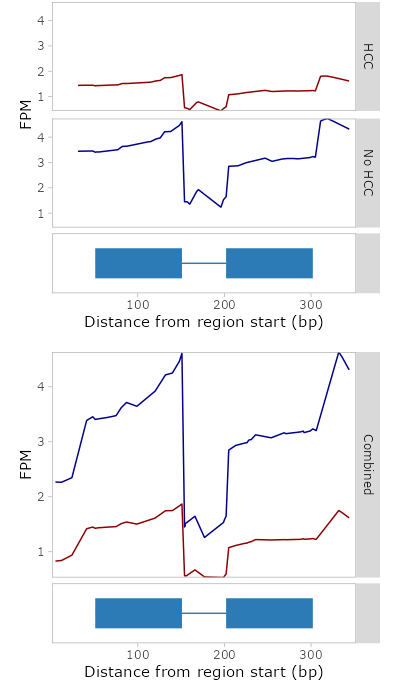 4
3
2
1
HCC
FPM
4
3
2
1
No HCC
100
200
300
Distance from region start (bp)
4
3
2
1
FPM
Combined
100
200
300
Distance from region start (bp)